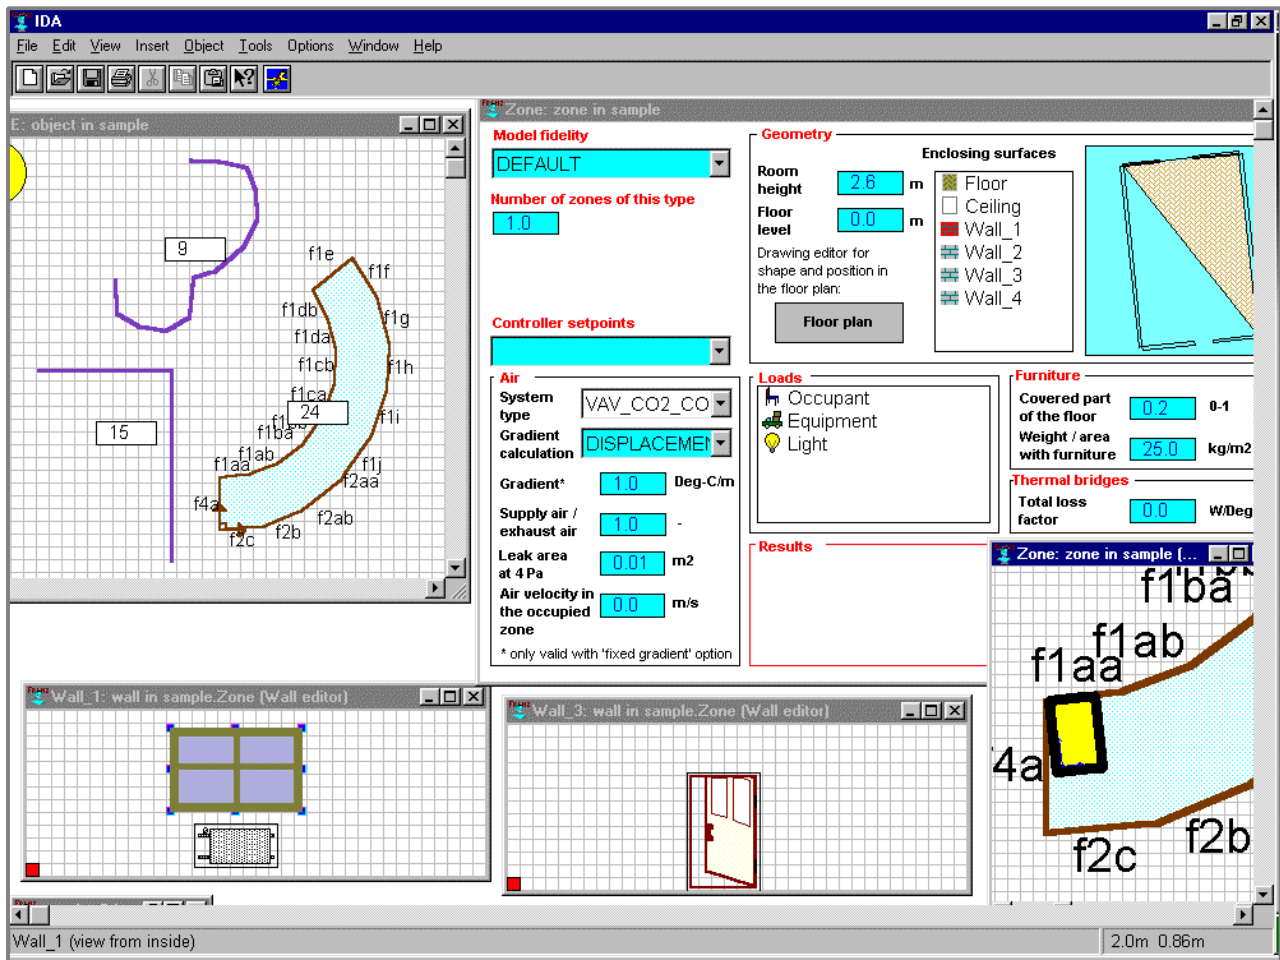 IDA
File Edit View Insert Object Tools Options Window Help
E: object in sample
9
15
24
f1e
f1f
f1db
f1g
f1da
f1cb
f1h
f1ca
f1i
f1ba
f1ab
f1aa
f1j
f2aa
f4a
f2ab
f2b
f2c
Zone: zone in sample
Model fidelity
DEFAULT
Number of zones of this type
1.0
Controller setpoints
Geometry
Room
height
2.6 m
Floor
level
0.0 m
Drawing editor for
shape and position in
the floor plan:
Floor plan
Enclosing surfaces
Floor
Ceiling
Wall_1
Wall_2
Wall_3
Wall_4
Air
System
type
VAV_CO2_CO
Gradient
calculation
DISPLACEMEN
Gradient* 1.0 Deg-C/m
Supply air /
exhaust air
1.0 -
Leak area
at 4 Pa
0.01 m2
Air velocity in
the occupied
zone
0.0 m/s
* only valid with 'fixed gradient' option
Loads
Occupant
Equipment
Light
Furniture
Covered part
of the floor
0.2 0-1
Weight / area
with furniture
25.0 kg/m2
Thermal bridges
Total loss
factor
0.0 W/Deg
Results
Zone: zone in sample (...
f1ba
f1ab
f1aa
4a
f2b
f2c
Wall_1: wall in sample.Zone (Wall editor)
Wall_3: wall in sample.Zone (Wall editor)
Wall_1 (view from inside)
2.0m 0.86m